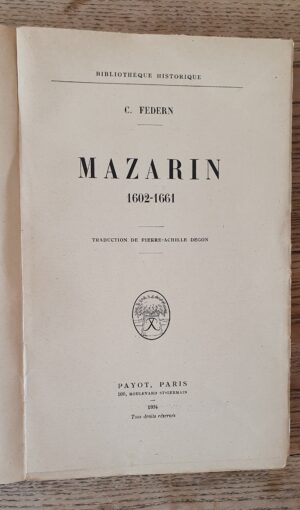 BIBLIOTHÈQUE HISTORIQUE
C. FEDERN
MAZARIN
1602-1661
TRADUCTION DE PIERRE-ACHILLE DEGON
PAYOT, PARIS
106, BOULEVARD ST-GERMAIN
1934
Tous droits réservés